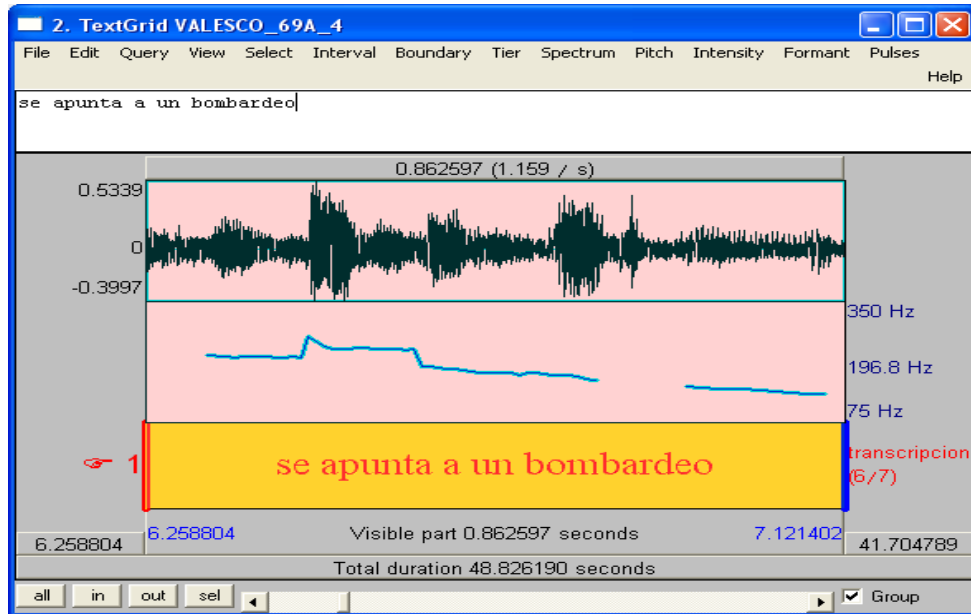 2. TextGrid VALESCO_69A_4
File Edit Query View Select Interval Boundary Tier Spectrum Pitch Intensity Formant Pulses
Help
se apunta a un bombardeo
0.862597 (1.159 / s)
0.5339
0
-0.3997
350 Hz
196.8 Hz
75 Hz
☞ 1
se apunta a un bombardeo
transcripcion
(6/7)
6.258804
6.258804
Visible part 0.862597 seconds
7.121402
41.704789
Total duration 48.826190 seconds
all in out sel
Group